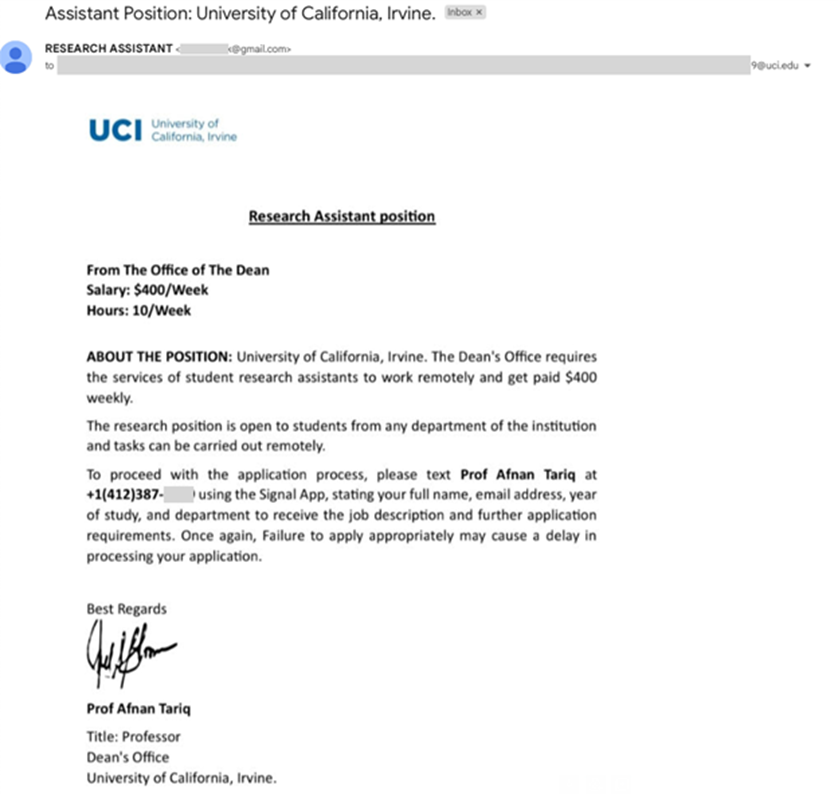 Assistant Position: University of California, Irvine. Inbox ×
RESEARCH ASSISTANT < @gmail.com>
to 9@uci.edu
UCI University of
California, Irvine
Research Assistant position
From The Office of The Dean
Salary: $400/Week
Hours: 10/Week
ABOUT THE POSITION: University of California, Irvine. The Dean's Office requires
the services of student research assistants to work remotely and get paid $400
weekly.
The research position is open to students from any department of the institution
and tasks can be carried out remotely.
To proceed with the application process, please text Prof Afnan Tariq at
+1(412)387- using the Signal App, stating your full name, email address, year
of study, and department to receive the job description and further application
requirements. Once again, Failure to apply appropriately may cause a delay in
processing your application.
Best Regards
Prof Afnan Tariq
Title: Professor
Dean's Office
University of California, Irvine.